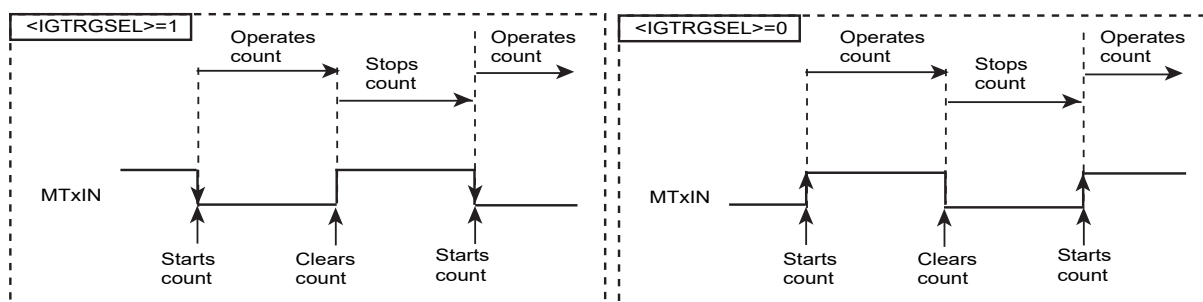 <IGTRGSEL>=1
Operates
count
Operates
count
Stops
count
MTxIN
Starts
count
Clears
count
Starts
count
<IGTRGSEL>=0
Operates
count
Operates
count
Stops
count
MTxIN
Starts
count
Clears
count
Starts
count